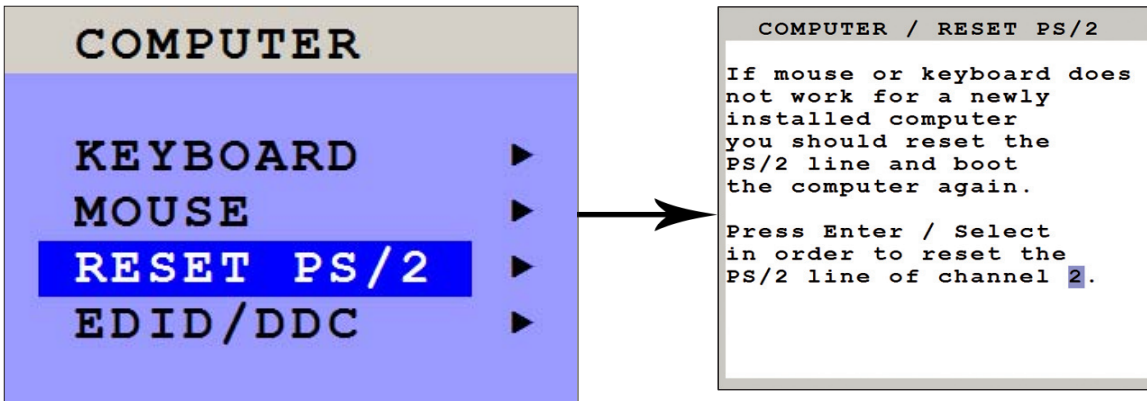 COMPUTER
KEYBOARD
MOUSE
RESET PS/2
EDID/DDC
COMPUTER / RESET PS/2
If mouse or keyboard does
not work for a newly
installed computer
you should reset the
PS/2 line and boot
the computer again.
Press Enter / Select
in order to reset the
PS/2 line of channel 2.